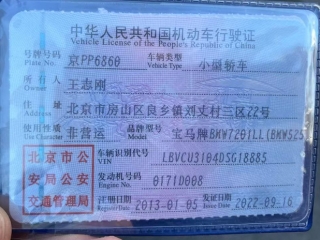 中华人民共和国机动车行驶证
Vehicle License of the People's Republic of China
号牌号码 京PP6860 车辆类型 小型轿车
Plate No. Vehicle Type
所有人 王志刚
Owner
住址 北京市房山区良乡镇刘丈村三区22号
Address
使用性质 非营运 品牌型号 宝马牌BMW7201LL(BMW525
Use Character
北京市公 车辆识别代号 LBVCU3104DSG18885
VIN
安局公安 发动机号码 0171D008
Engine No.
交通管理局 注册日期 2013-01-05 发证日期 2022-09-16
Register Date Issue Date